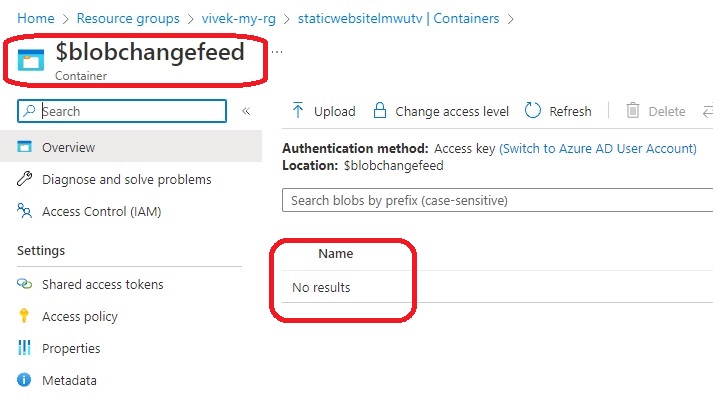 Home > Resource groups > vivek-my-rg > staticwebsitelmwutv | Containers >
$blobchangefeed ...
Container
Search «
Upload Change access level Refresh Delete
Overview
Authentication method: Access key (Switch to Azure AD User Account)
Location: $blobchangefeed
Diagnose and solve problems
Access Control (IAM)
Search blobs by prefix (case-sensitive)
Settings
Name
Shared access tokens
No results
Access policy
Properties
Metadata